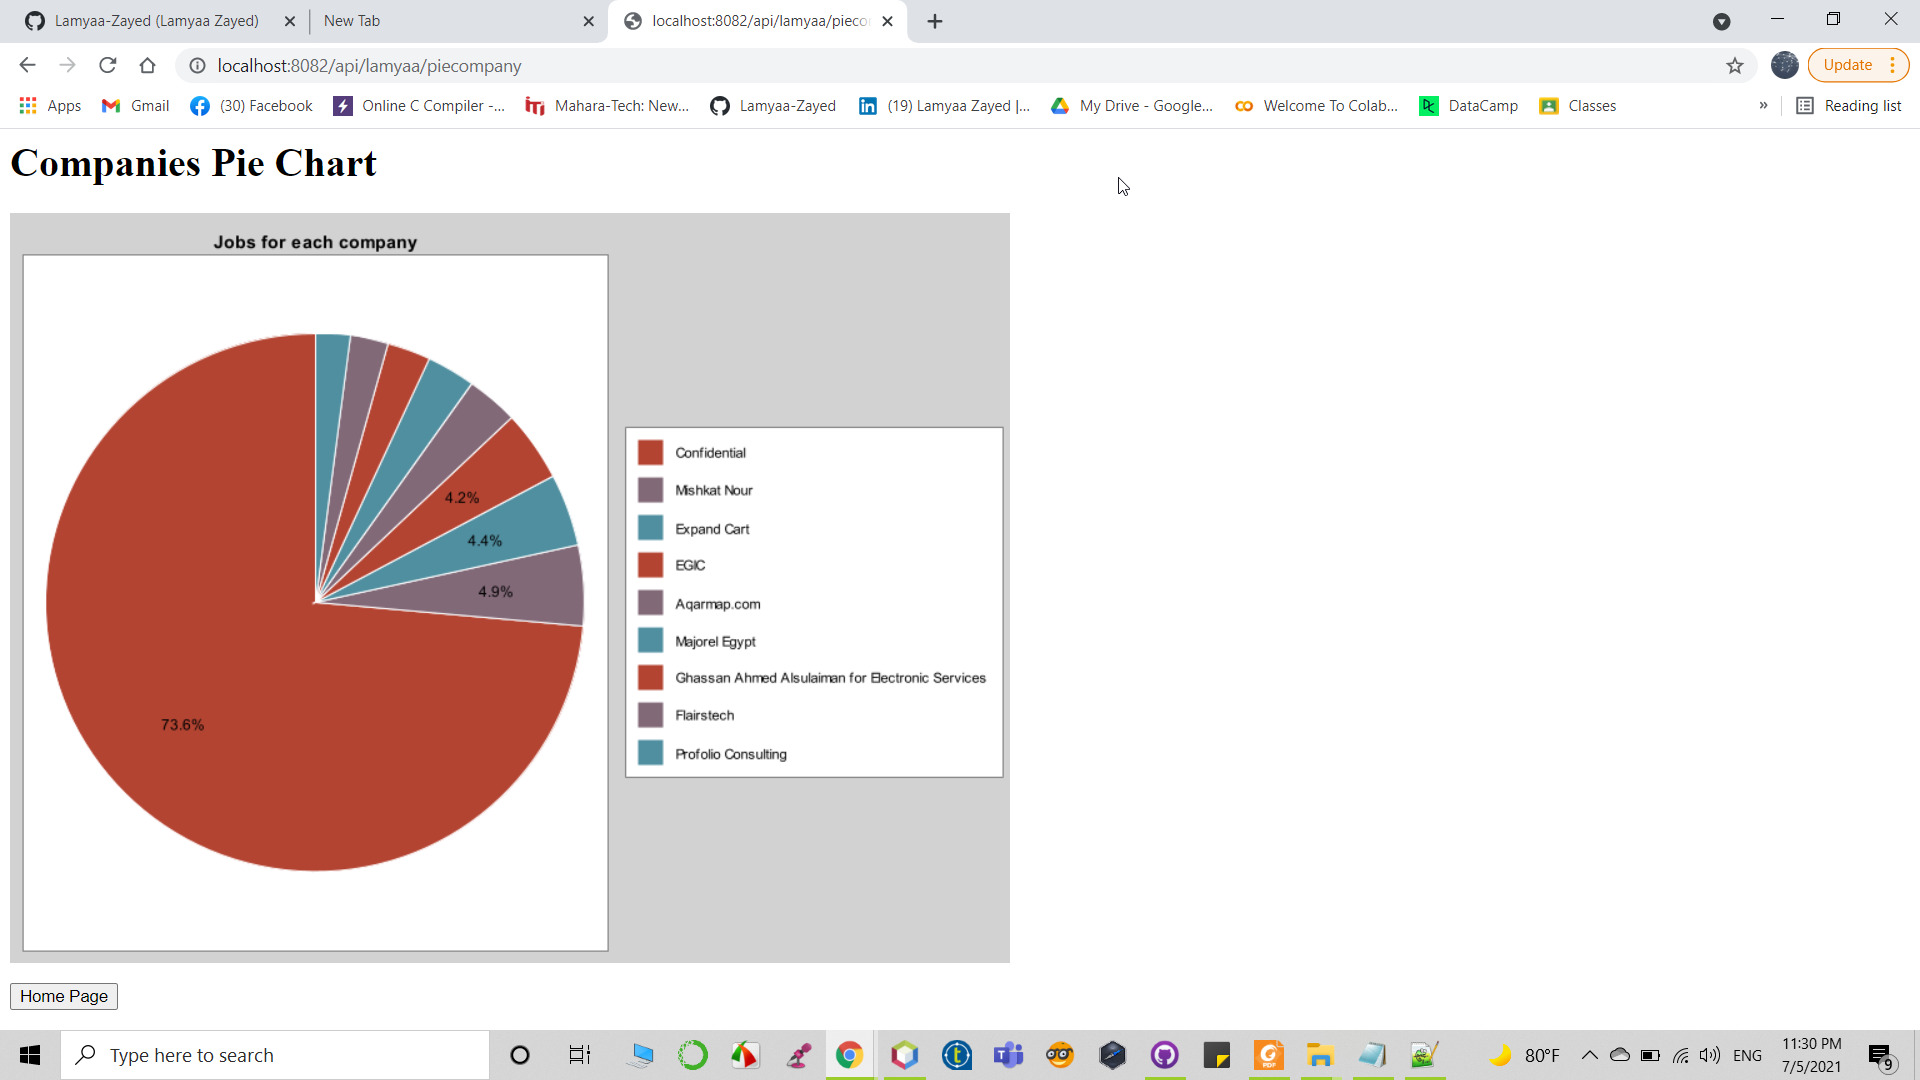 Lamyaa-Zayed (Lamyaa Zayed)
New Tab
localhost:8082/api/lamyaa/pieco
localhost:8082/api/lamyaa/piecompany
Update
Apps
Gmail
(30) Facebook
Online C Compiler -...
Mahara-Tech: New...
Lamyaa-Zayed
(19) Lamyaa Zayed |...
My Drive - Google...
Welcome To Colab...
DataCamp
Classes
»
Reading list
Companies Pie Chart
Jobs for each company
4.2%
4.4%
4.9%
73.6%
Confidential
Mishkat Nour
Expand Cart
EGIC
Aqarmap.com
Majorel Egypt
Ghassan Ahmed Alsulaiman for Electronic Services
Flairstech
Profolio Consulting
Home Page
Type here to search
80°F
ENG
11:30 PM
7/5/2021
9